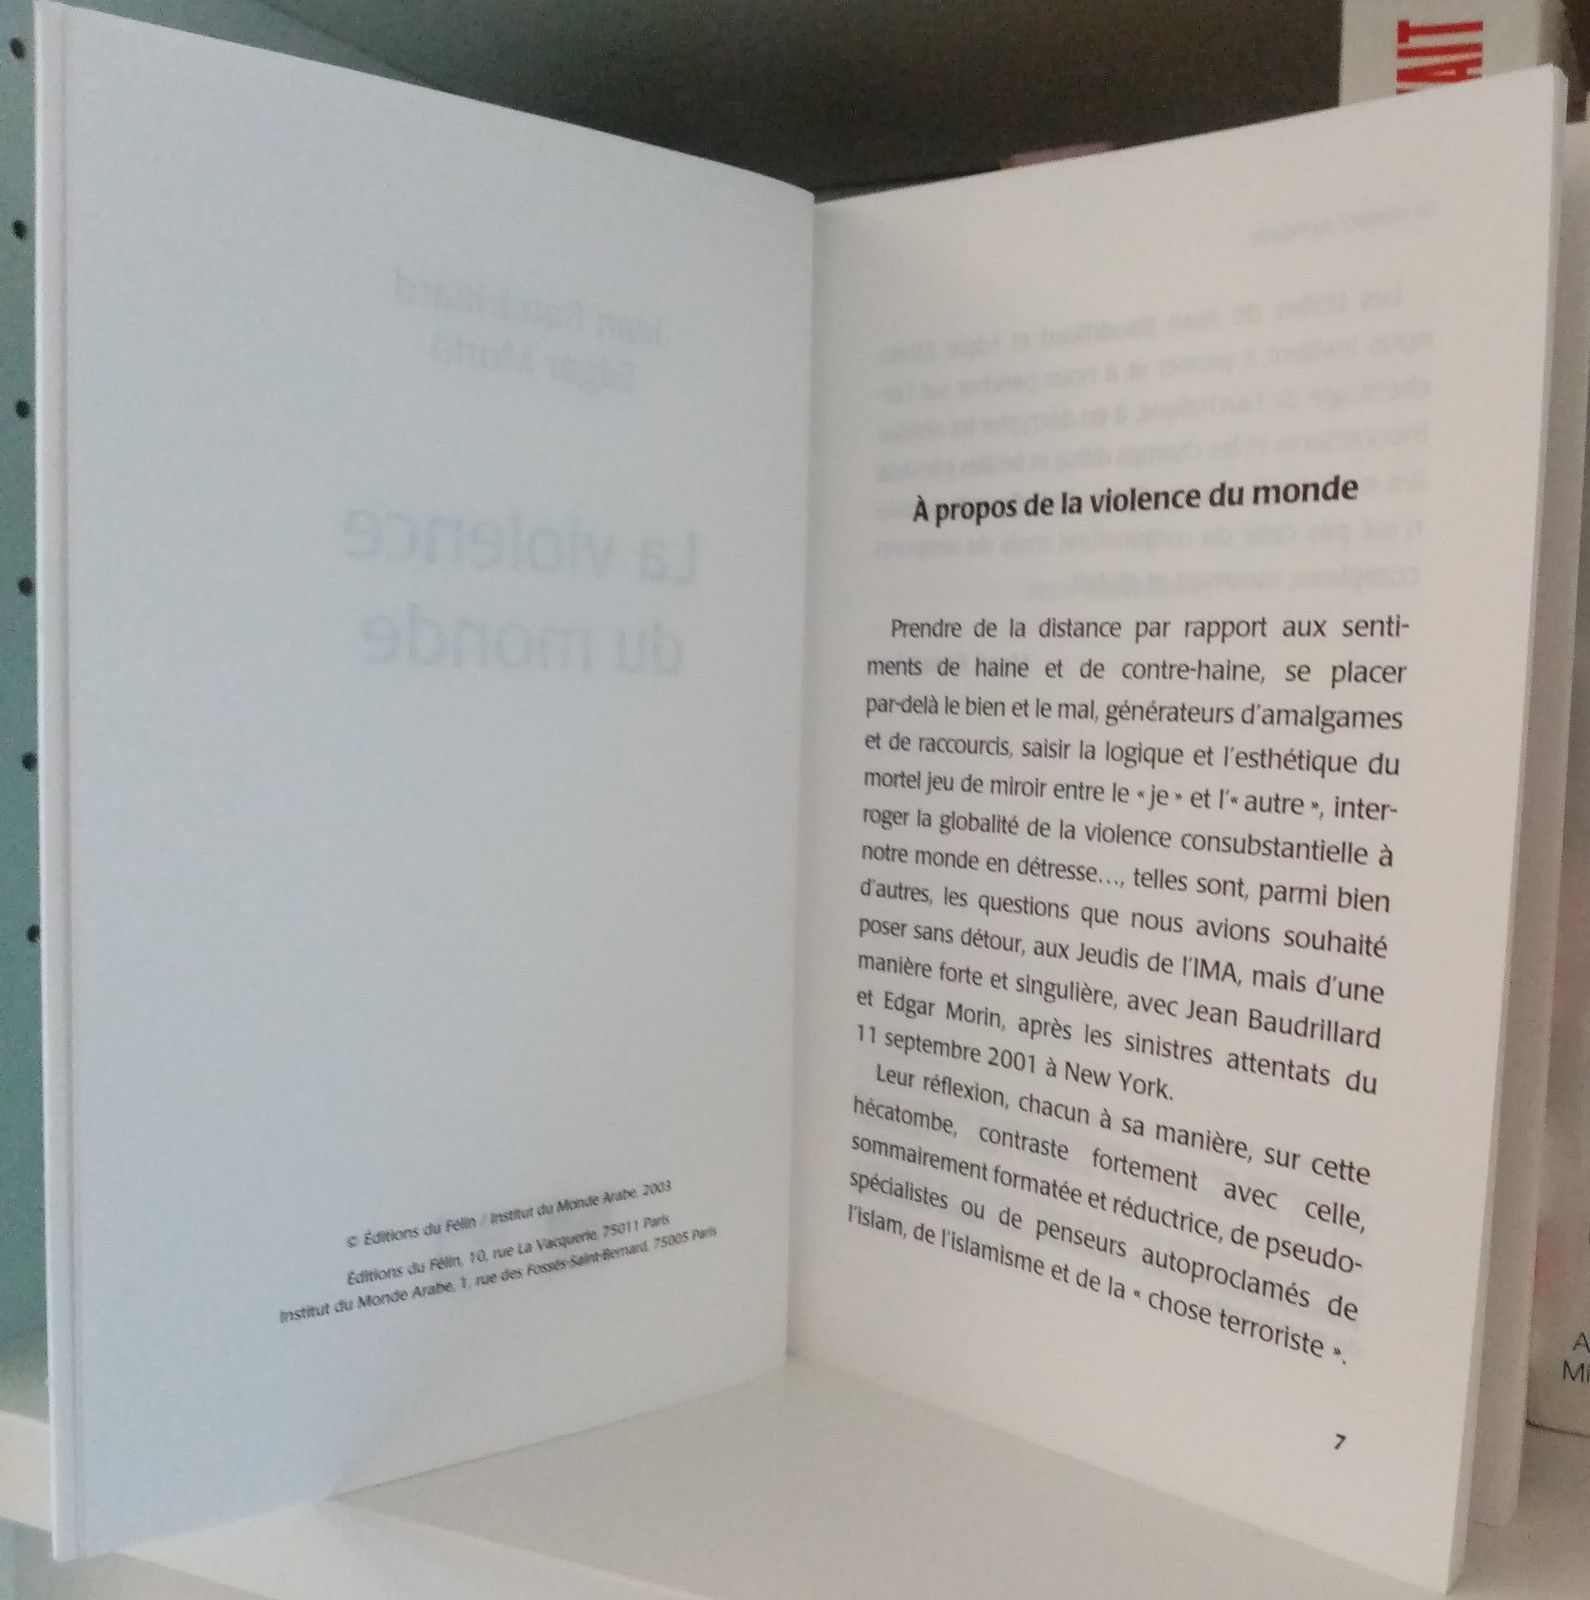 © Éditions du Félin / Institut du Monde Arabe, 2003
Éditions du Félin, 10, rue La Vacquerie, 75011 Paris
Institut du Monde Arabe, 1, rue des Fossés-Saint-Bernard, 75005 Paris
Jean Baudrillard
Edgar Morin
La violence
du monde
À propos de la violence du monde
Prendre de la distance par rapport aux senti-
ments de haine et de contre-haine, se placer
par-delà le bien et le mal, générateurs d'amalgames
et de raccourcis, saisir la logique et l'esthétique du
mortel jeu de miroir entre le « je » et l'« autre », inter-
roger la globalité de la violence consubstantielle à
notre monde en détresse…, telles sont, parmi bien
d'autres, les questions que nous avions souhaité
poser sans détour, aux Jeudis de l'IMA, mais d'une
manière forte et singulière, avec Jean Baudrillard
et Edgar Morin, après les sinistres attentats du
11 septembre 2001 à New York.
Leur réflexion, chacun à sa manière, sur cette
hécatombe, contraste fortement avec celle,
sommairement formatée et réductrice, de pseudo-
spécialistes ou de penseurs autoproclamés de
l'islam, de l'islamisme et de la « chose terroriste ».
7